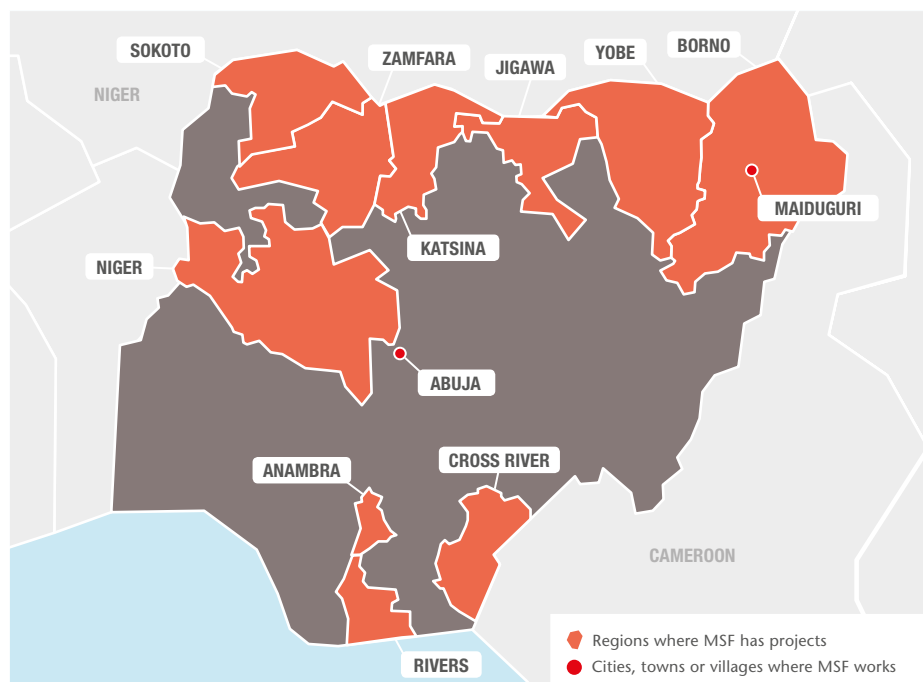 SOKOTO
ZAMFARA
JIGAWA
YOBE
BORNO
NIGER
MAIDUGURI
KATSINA
NIGER
ABUJA
ANAMBRA
CROSS RIVER
CAMEROON
RIVERS
Regions where MSF has projects
Cities, towns or villages where MSF works